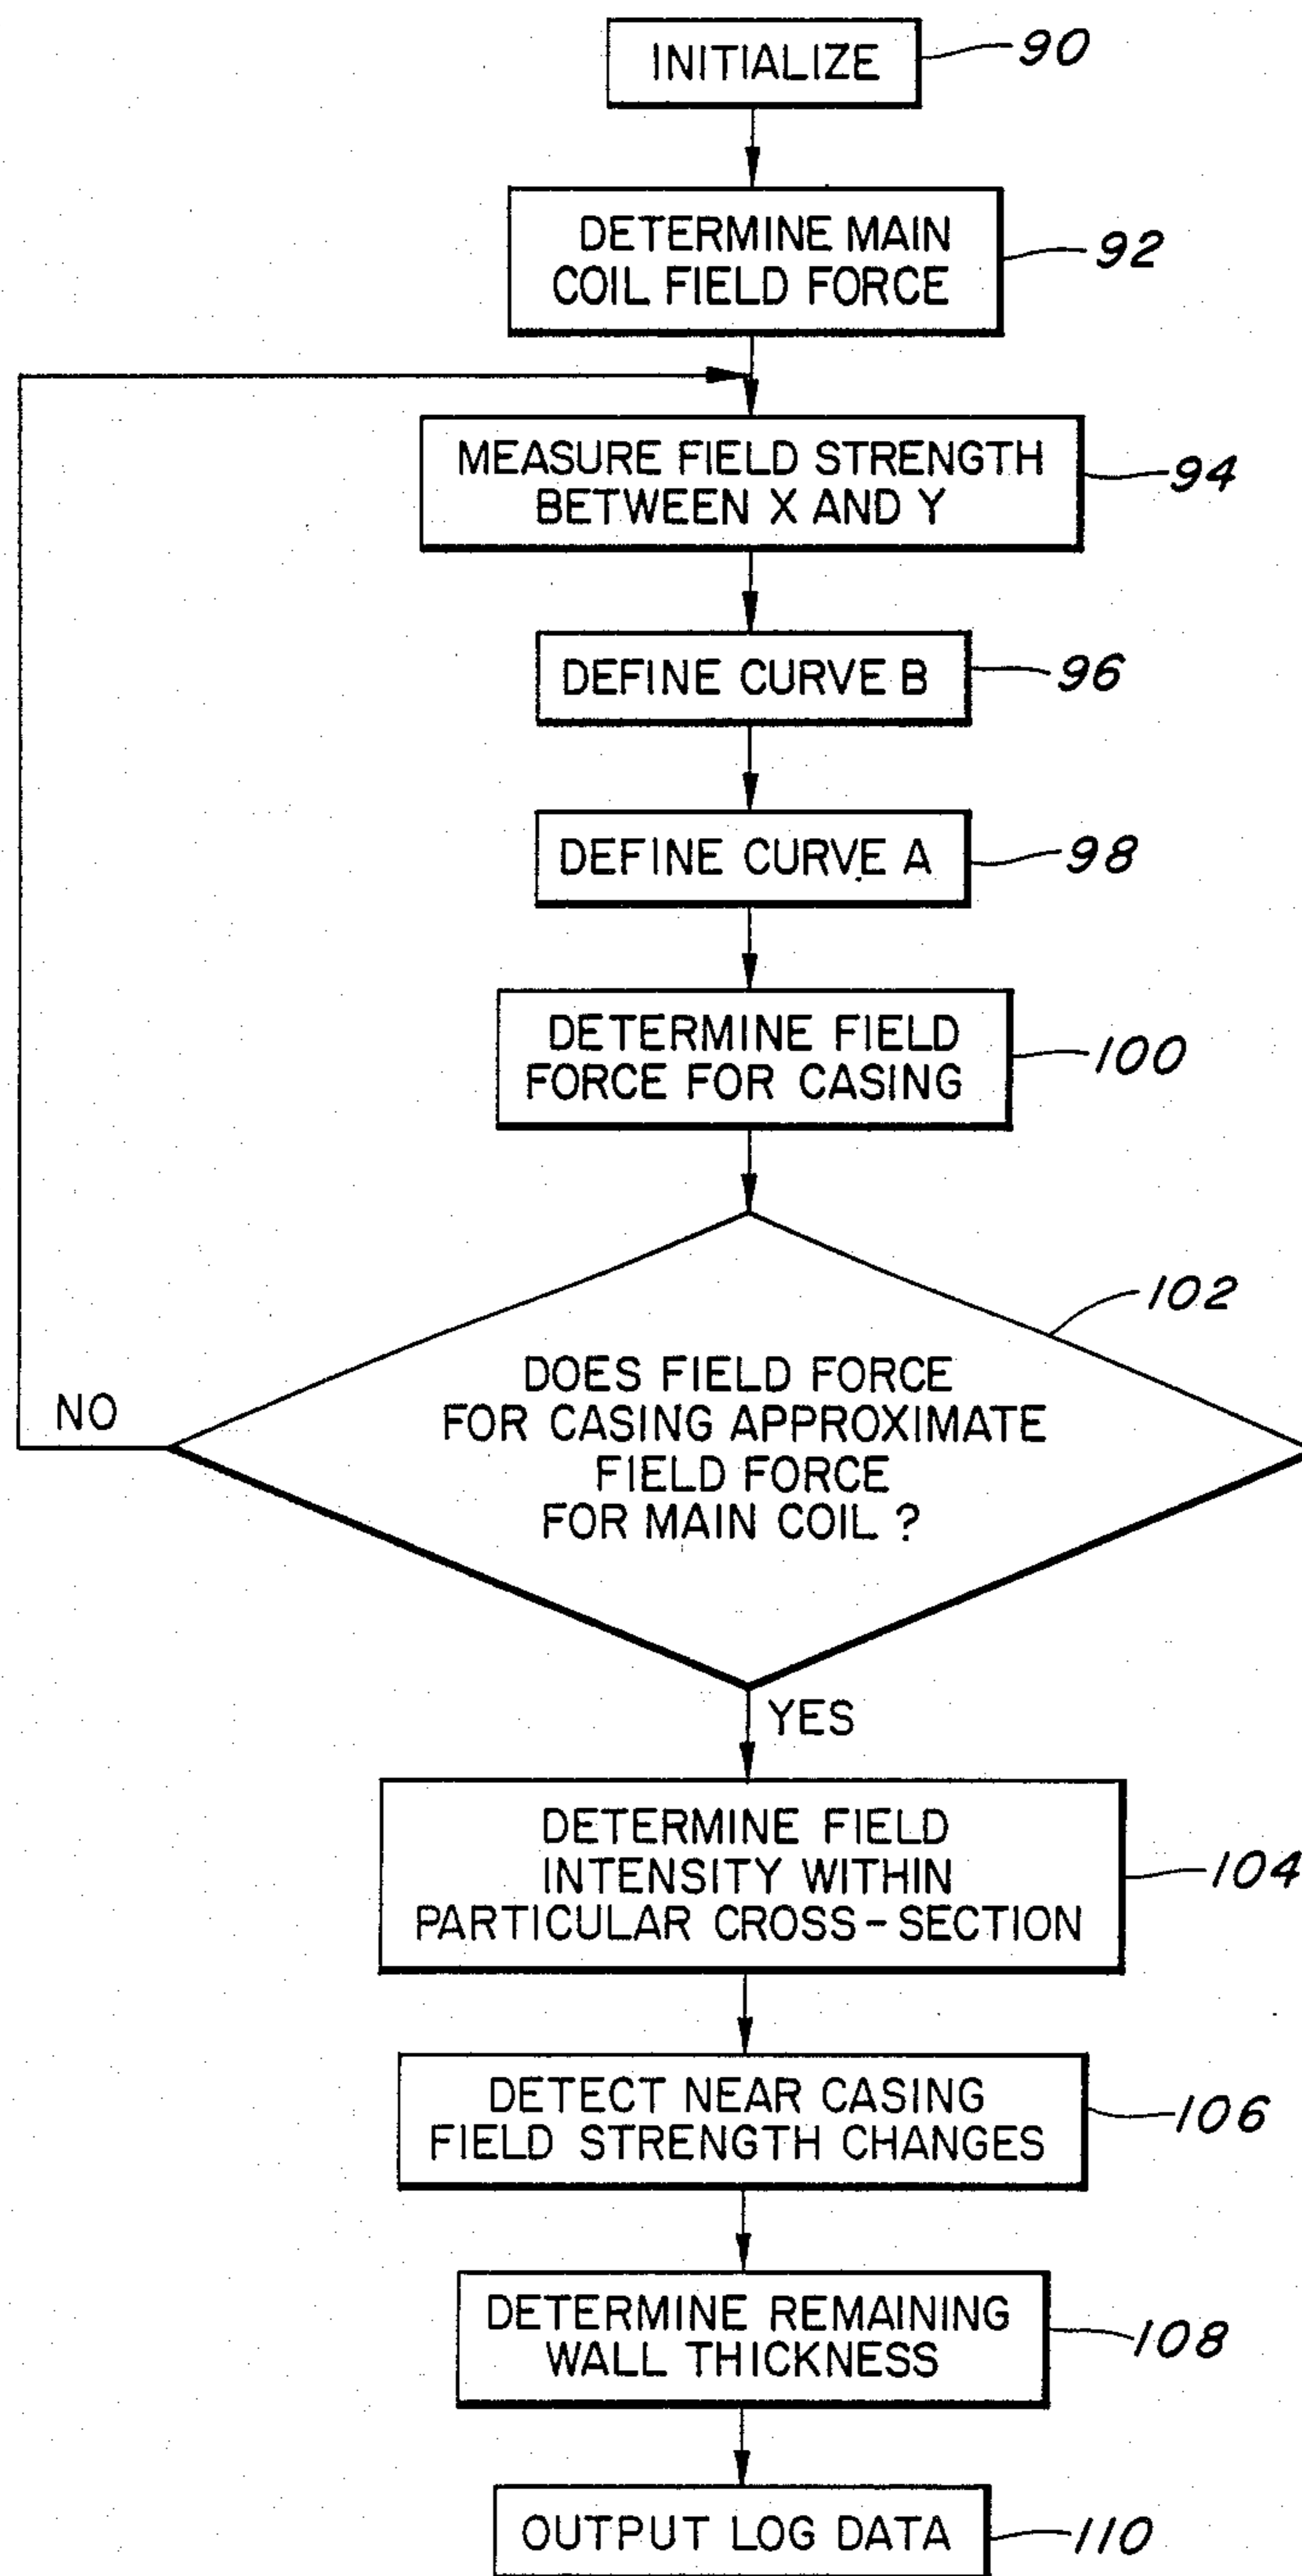 INITIALIZE
90
DETERMINE MAIN
COIL FIELD FORCE
92
MEASURE FIELD STRENGTH
BETWEEN X AND Y
94
DEFINE CURVE B
96
DEFINE CURVE A
98
DETERMINE FIELD
FORCE FOR CASING
100
102
DOES FIELD FORCE
FOR CASING APPROXIMATE
FIELD FORCE
FOR MAIN COIL ?
NO
YES
DETERMINE FIELD
INTENSITY WITHIN
PARTICULAR CROSS-SECTION
104
DETECT NEAR CASING
FIELD STRENGTH CHANGES
106
DETERMINE REMAINING
WALL THICKNESS
108
OUTPUT LOG DATA
110